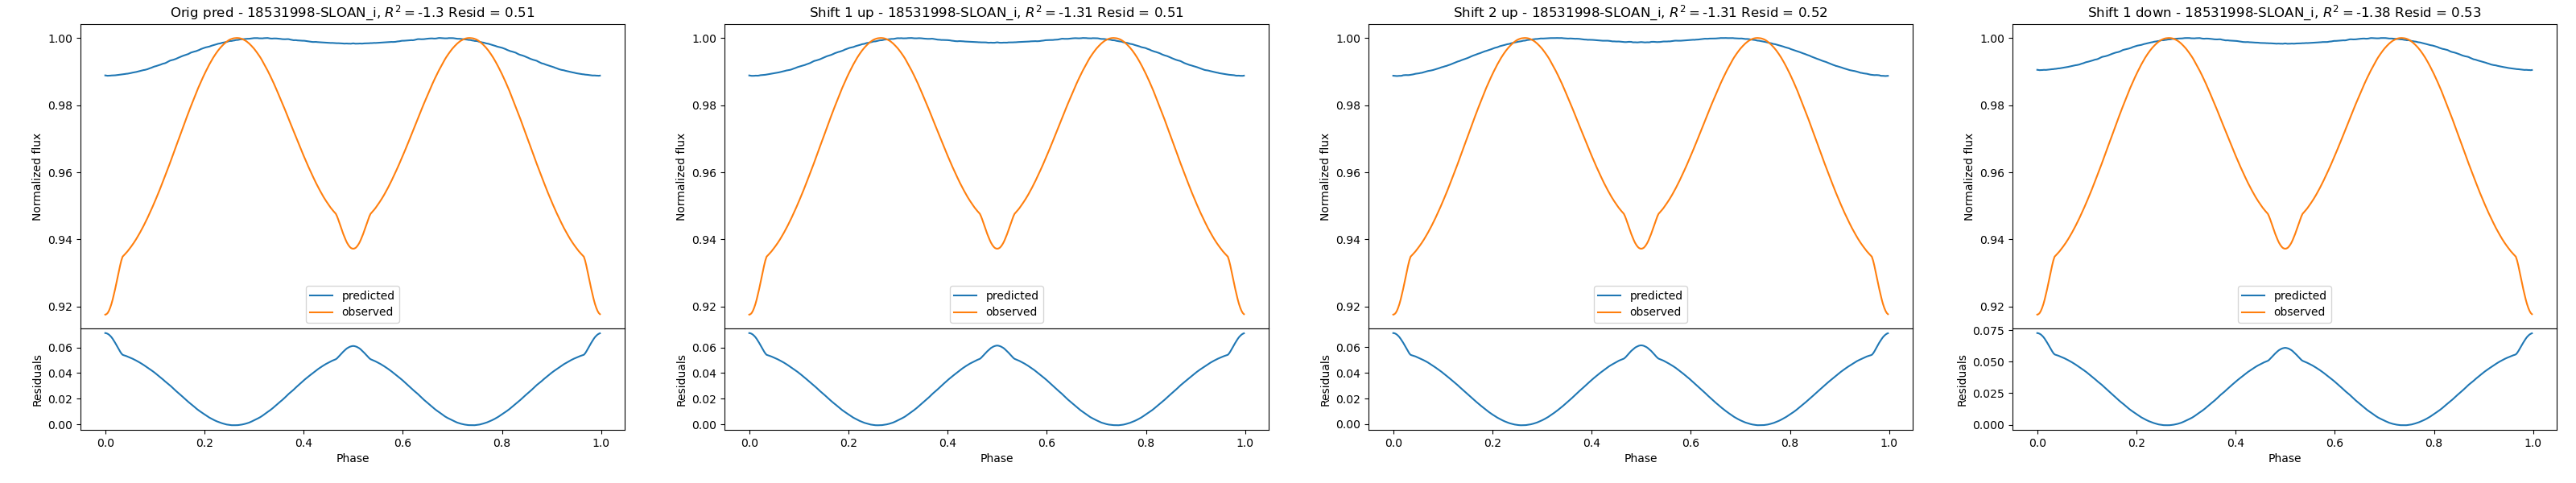 Orig pred - 18531998-SLOAN_i, R² = -1.3 Resid = 0.51
1.00
0.98
0.96
0.94
0.92
Normalized flux
predicted
observed
0.06
0.04
0.02
0.00
Residuals
0.0 0.2 0.4 0.6 0.8 1.0
Phase
Shift 1 up - 18531998-SLOAN_i, R² = -1.31 Resid = 0.51
1.00
0.98
0.96
0.94
0.92
Normalized flux
predicted
observed
0.06
0.04
0.02
0.00
Residuals
0.0 0.2 0.4 0.6 0.8 1.0
Phase
Shift 2 up - 18531998-SLOAN_i, R² = -1.31 Resid = 0.52
1.00
0.98
0.96
0.94
0.92
Normalized flux
predicted
observed
0.06
0.04
0.02
0.00
Residuals
0.0 0.2 0.4 0.6 0.8 1.0
Phase
Shift 1 down - 18531998-SLOAN_i, R² = -1.38 Resid = 0.53
1.00
0.98
0.96
0.94
0.92
Normalized flux
predicted
observed
0.075
0.050
0.025
0.000
Residuals
0.0 0.2 0.4 0.6 0.8 1.0
Phase